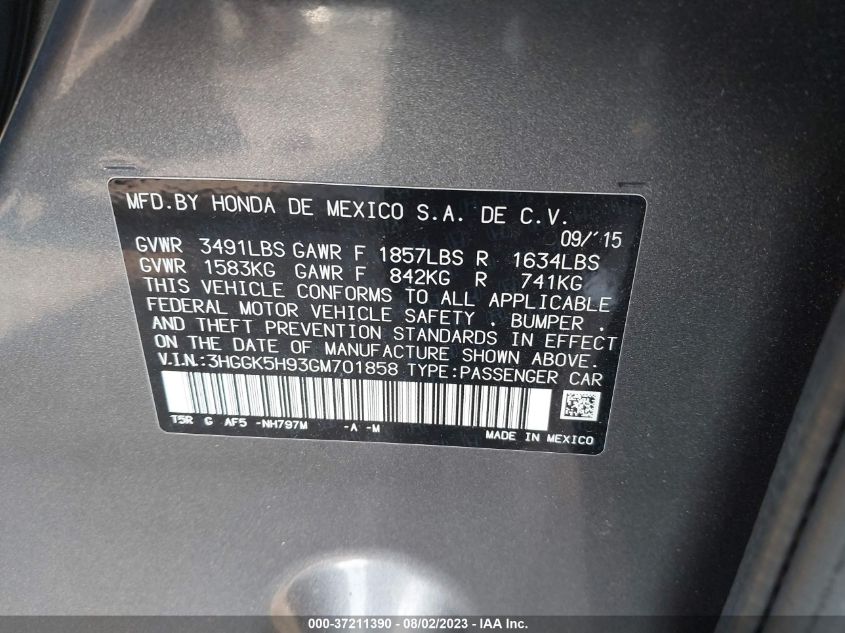 MFD.BY HONDA DE MEXICO S.A. DE C.V.
09/´15
GVWR 3491LBS GAWR F 1857LBS R 1634LBS
GVWR 1583KG GAWR F 842KG R 741KG
THIS VEHICLE CONFORMS TO ALL APPLICABLE
FEDERAL MOTOR VEHICLE SAFETY , BUMPER ,
AND THEFT PREVENTION STANDARDS IN EFFECT
ON THE DATE OF MANUFACTURE SHOWN ABOVE.
V.I.N.:3HGGK5H93GM701858 TYPE:PASSENGER CAR
T5R G AF5 -NH797M -A -M
MADE IN MEXICO
000-37211390 - 08/02/2023 - IAA Inc.